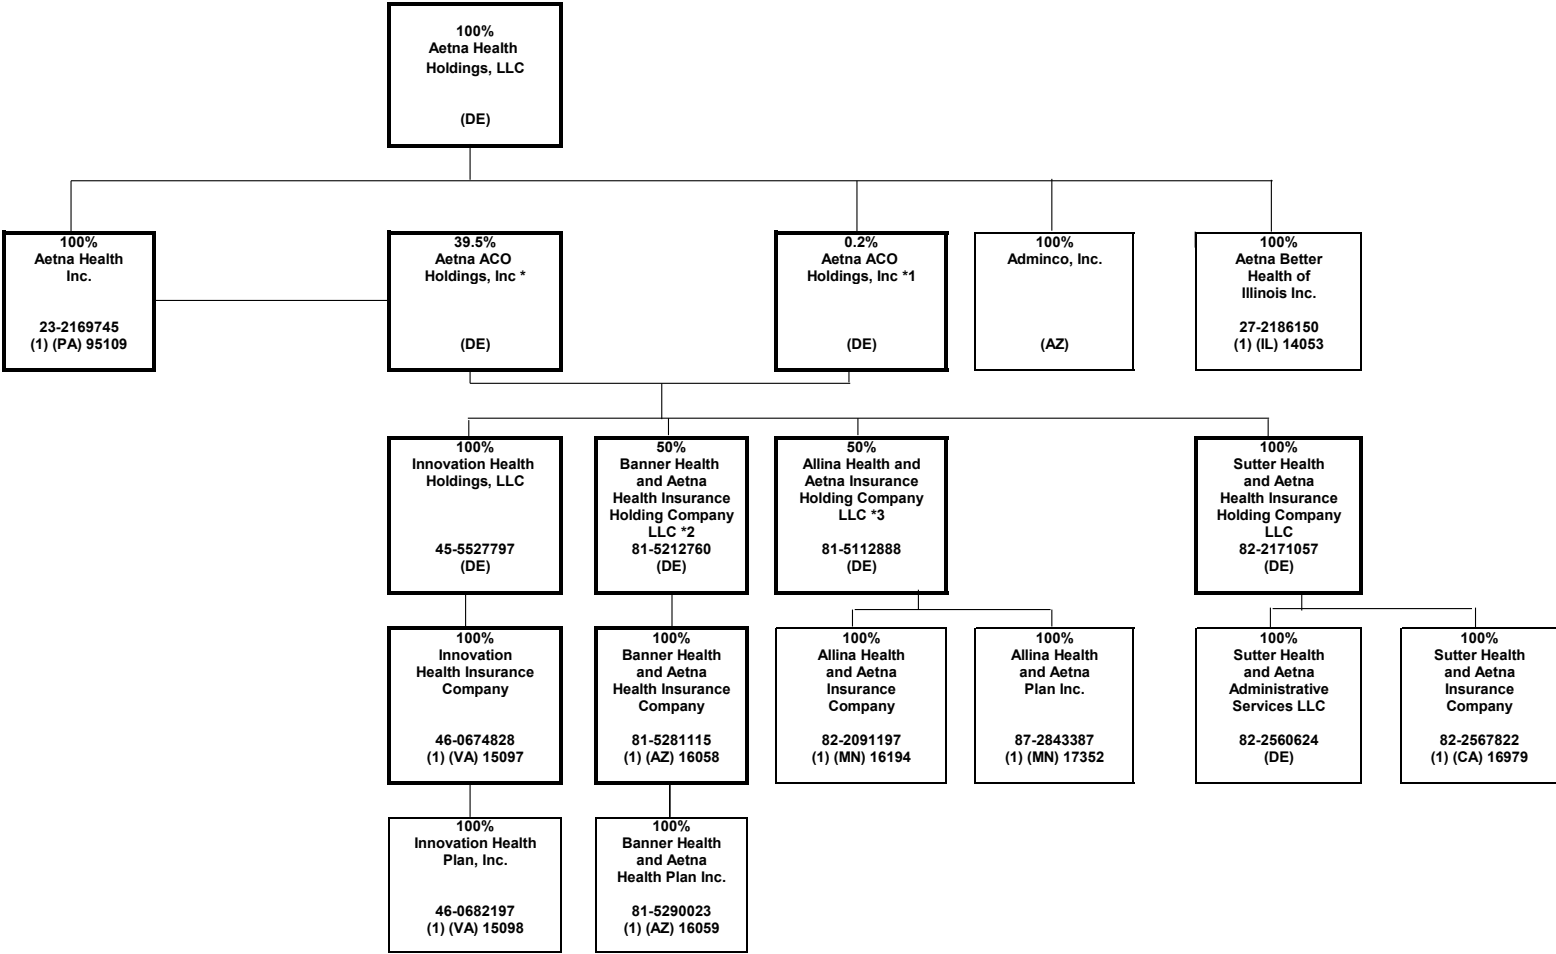 100%
Aetna Health
Holdings, LLC
(DE)
100%
Aetna Health
Inc.
23-2169745
(1) (PA) 95109
39.5%
Aetna ACO
Holdings, Inc *
(DE)
0.2%
Aetna ACO
Holdings, Inc *1
(DE)
100%
Adminco, Inc.
(AZ)
100%
Aetna Better
Health of
Illinois Inc.
27-2186150
(1) (IL) 14053
100%
Innovation Health
Holdings, LLC
45-5527797
(DE)
50%
Banner Health
and Aetna
Health Insurance
Holding Company
LLC *2
81-5212760
(DE)
50%
Allina Health and
Aetna Insurance
Holding Company
LLC *3
81-5112888
(DE)
100%
Sutter Health
and Aetna
Health Insurance
Holding Company
LLC
82-2171057
(DE)
100%
Innovation
Health Insurance
Company
46-0674828
(1) (VA) 15097
100%
Banner Health
and Aetna
Health Insurance
Company
81-5281115
(1) (AZ) 16058
100%
Allina Health
and Aetna
Insurance
Company
82-2091197
(1) (MN) 16194
100%
Allina Health
and Aetna
Plan Inc.
87-2843387
(1) (MN) 17352
100%
Sutter Health
and Aetna
Administrative
Services LLC
82-2560624
(DE)
100%
Sutter Health
and Aetna
Insurance
Company
82-2567822
(1) (CA) 16979
100%
Innovation Health
Plan, Inc.
46-0682197
(1) (VA) 15098
100%
Banner Health
and Aetna
Health Plan Inc.
81-5290023
(1) (AZ) 16059